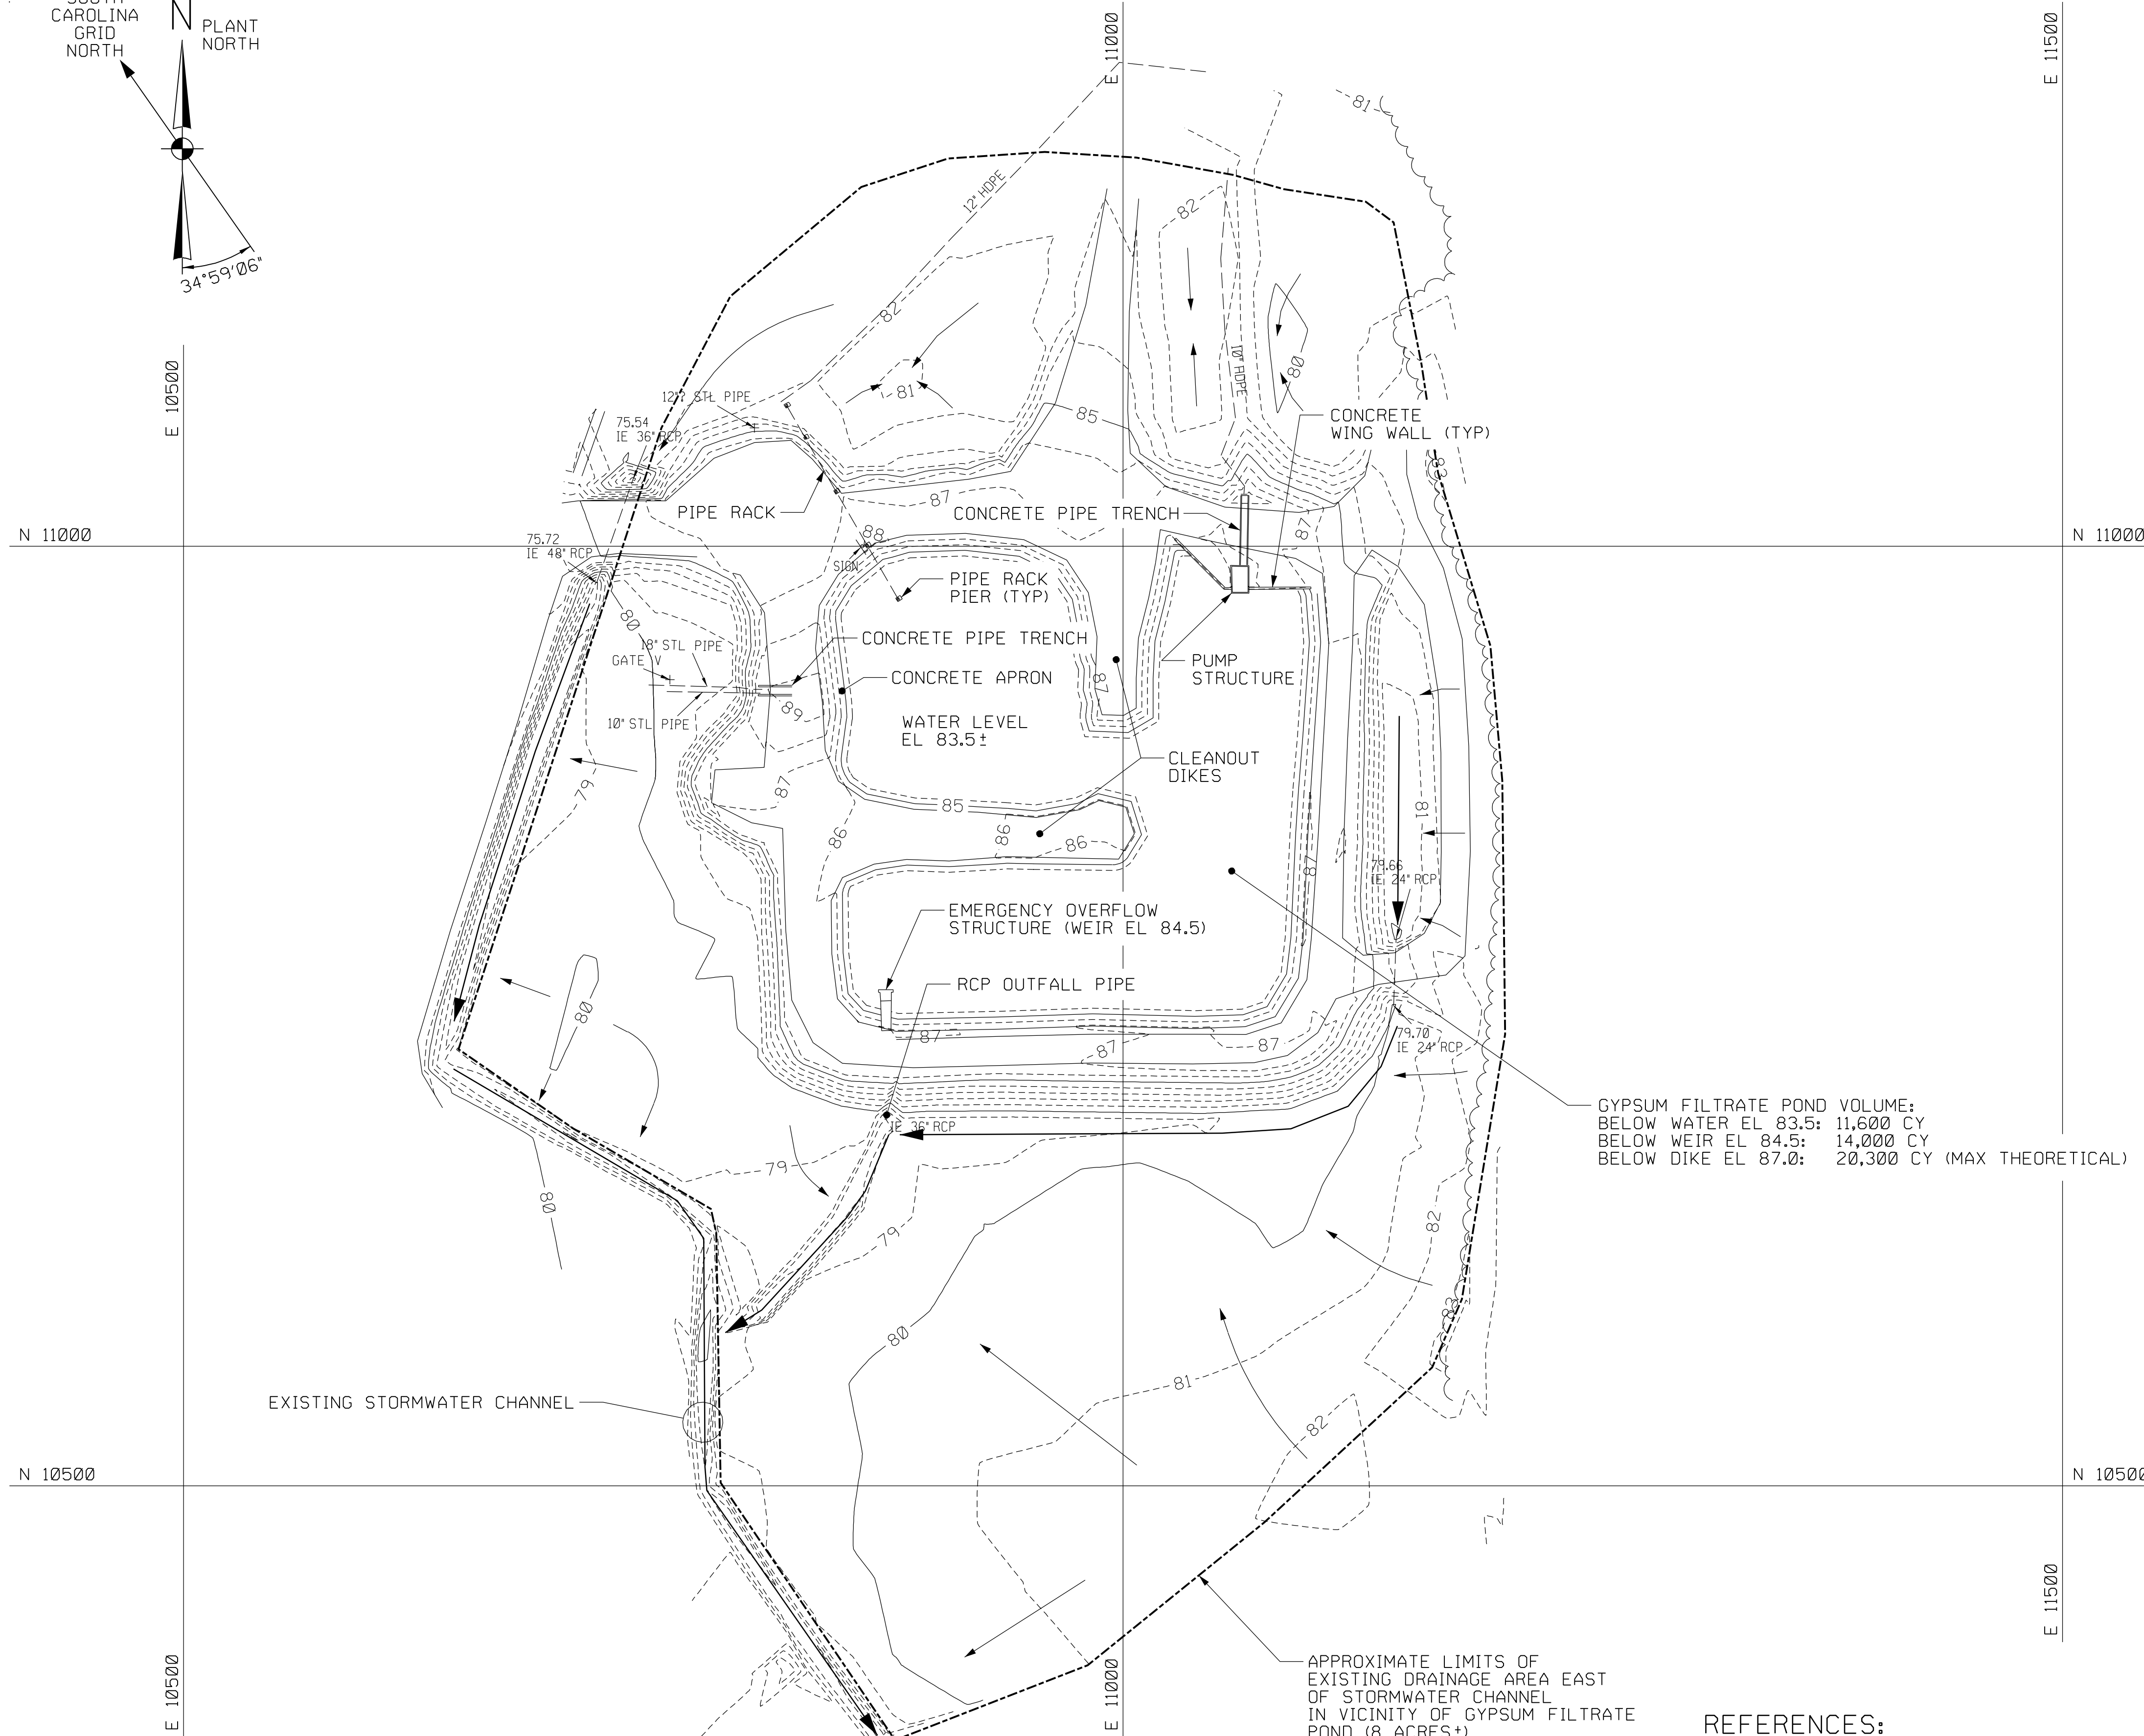 CAROLINA
GRID
NORTH
N
PLANT
NORTH
34°59'06"
E 11000
E 11500
81
12" HDPE
82
82
E 10500
81
80
10" HDPE
12"? STL PIPE
75.54
IE 36" RCP
85
CONCRETE
WING WALL (TYP)
83
PIPE RACK
87
CONCRETE PIPE TRENCH
87
N 11000
N 11000
75.72
IE 48" RCP
88
SIGN
PIPE RACK
PIER (TYP)
80
CONCRETE PIPE TRENCH
18" STL PIPE
GATE V
PUMP
STRUCTURE
CONCRETE APRON
87
89
10" STL PIPE
WATER LEVEL
EL 83.5±
CLEANOUT
DIKES
79
87
85
81
86
86
86
87
79.66
IE 24" RCP
EMERGENCY OVERFLOW
STRUCTURE (WEIR EL 84.5)
RCP OUTFALL PIPE
80
87
87
87
79.70
IE 24" RCP
IE 36" RCP
GYPSUM FILTRATE POND VOLUME:
BELOW WATER EL 83.5: 11,600 CY
BELOW WEIR EL 84.5: 14,000 CY
BELOW DIKE EL 87.0: 20,300 CY (MAX THEORETICAL)
79
80
82
79
83
80
81
EXISTING STORMWATER CHANNEL
82
N 10500
N 10500
E 10500
E 11000
E 11500
APPROXIMATE LIMITS OF
EXISTING DRAINAGE AREA EAST
OF STORMWATER CHANNEL
IN VICINITY OF GYPSUM FILTRATE
POND (8 ACRES±)
REFERENCES: